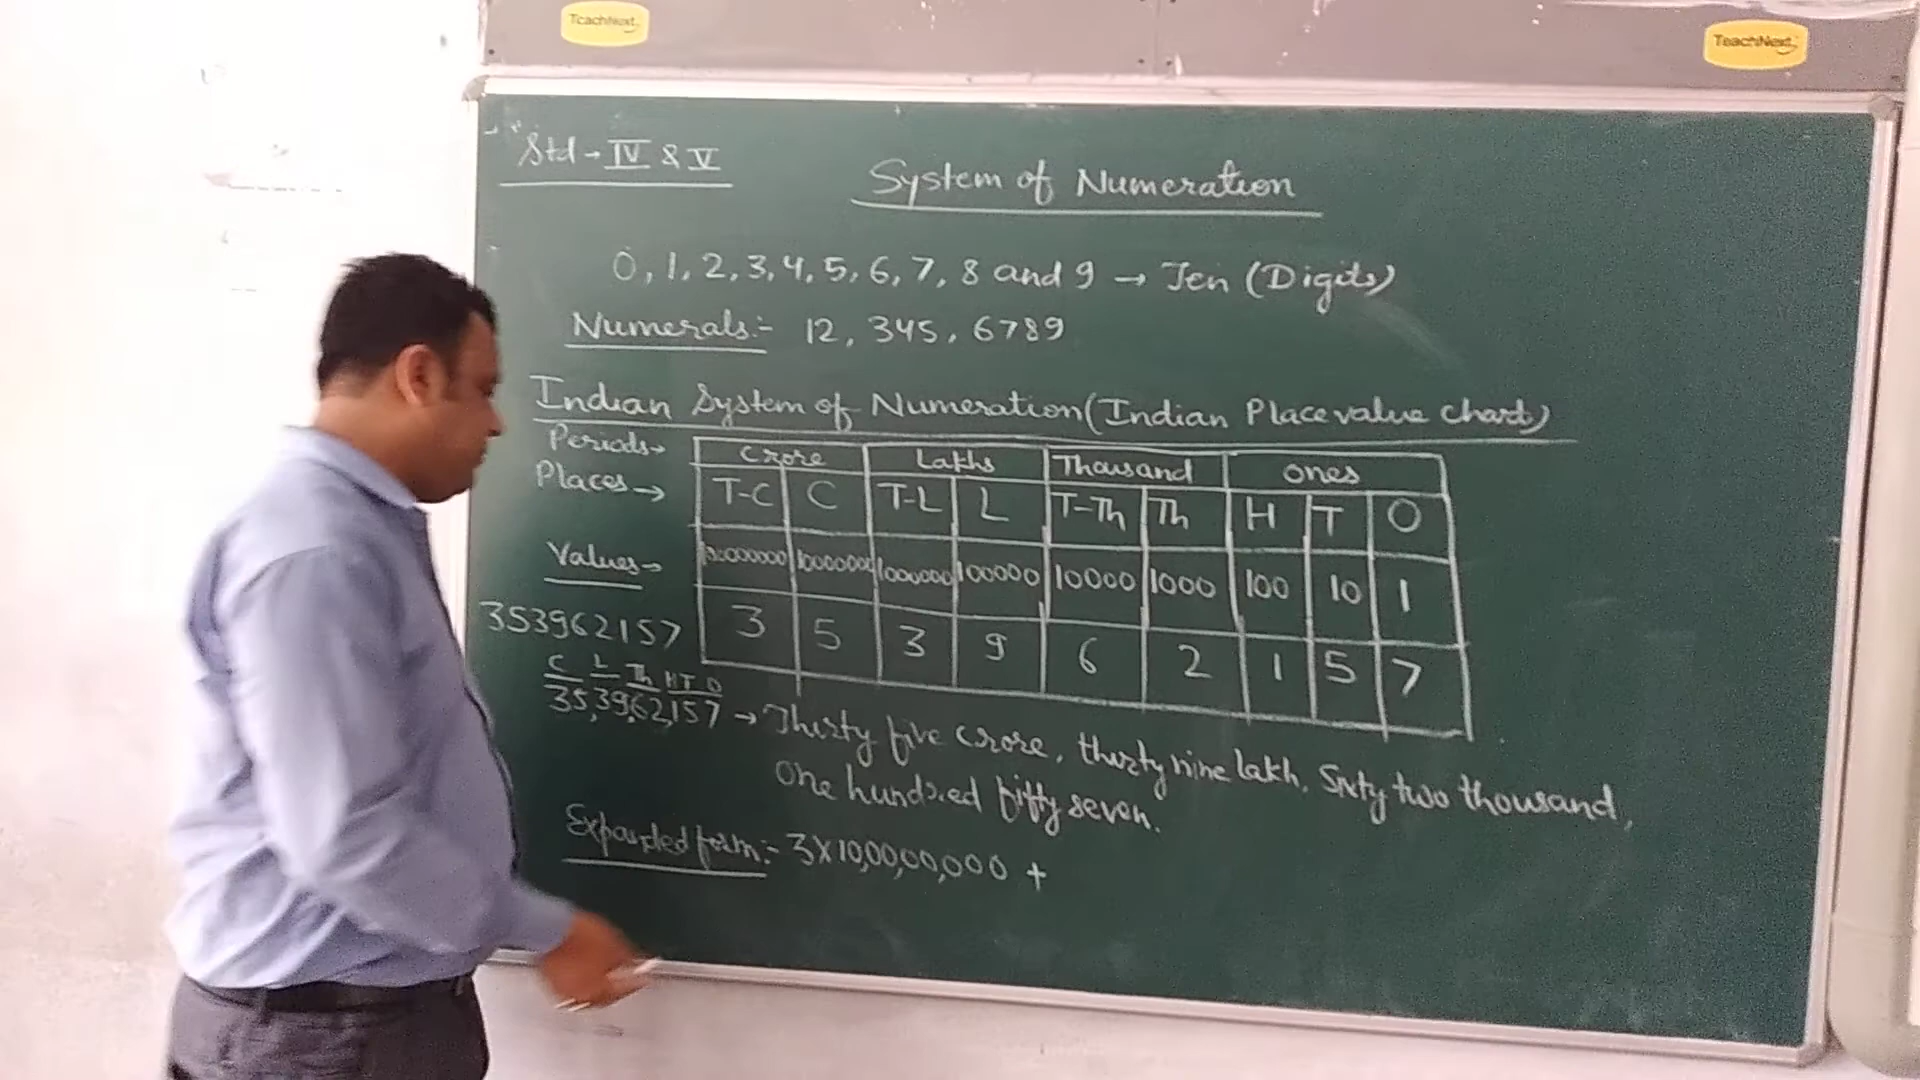 TeachNext
TeachNext
Std → IV & V
System of Numeration
0, 1, 2, 3, 4, 5, 6, 7, 8 and 9 → Ten (Digits)
Numerals:- 12, 345, 6789
Indian System of Numeration (Indian Place value chart)
Periods → Crore Lakhs Thousand Ones
Places → T-C C T-L L T-Th Th H T O
Values → 100000000 10000000 1000000 100000 10000 1000 100 10 1
353962157 3 5 3 9 6 2 1 5 7
C L Th H T O
35,39,62,157 → Thirty five crore, thirty nine lakh, Sixty two thousand,
One hundred fifty seven.
Expanded form:- 3×10,00,00,000 +